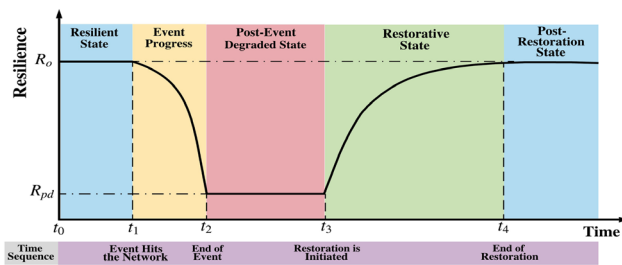 Resilient
State
Event
Progress
Post-Event
Degraded State
Restorative
State
Post-
Restoration
State
Resilience
Ro
Rpd
t0
t1
t2
t3
t4
Time
Time
Sequence
Event Hits
the Network
End of
Event
Restoration is
Initiated
End of
Restoration